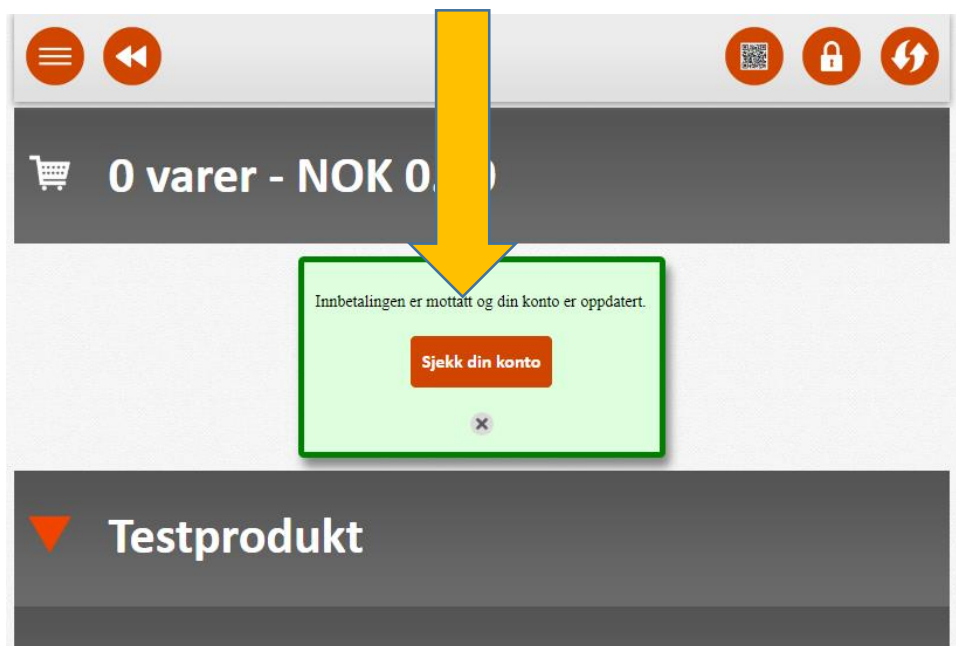 0 varer - NOK 0.
Innbetalingen er mottatt og din konto er oppdatert.
Sjekk din konto
Testprodukt